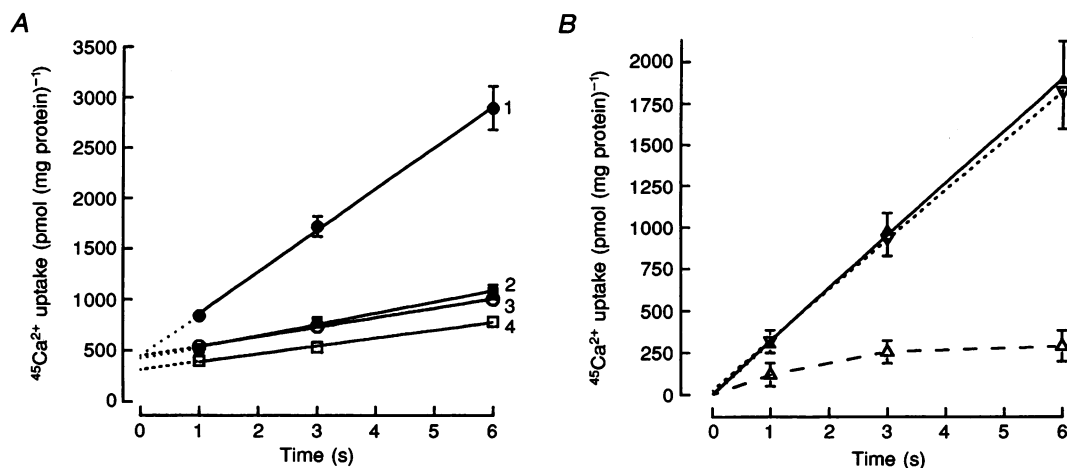 A
⁴⁵Ca²⁺ uptake (pmol (mg protein)⁻¹)
3500
3000
2500
2000
1500
1000
500
0
1
2
3
4
0 1 2 3 4 5 6
Time (s)
B
⁴⁵Ca²⁺ uptake (pmol (mg protein)⁻¹)
2000
1750
1500
1250
1000
750
500
250
0
0 1 2 3 4 5 6
Time (s)